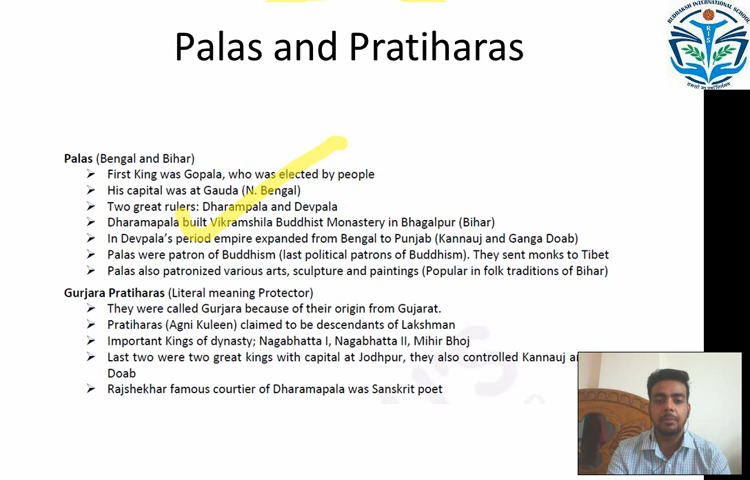 RUDRAKSH INTERNATIONAL SCHOOL
RIS
Palas and Pratiharas
Palas (Bengal and Bihar)
➢ First King was Gopala, who was elected by people
➢ His capital was at Gauda (N. Bengal)
➢ Two great rulers: Dharampala and Devpala
➢ Dharamapala built Vikramshila Buddhist Monastery in Bhagalpur (Bihar)
➢ In Devpala's period empire expanded from Bengal to Punjab (Kannauj and Ganga Doab)
➢ Palas were patron of Buddhism (last political patrons of Buddhism). They sent monks to Tibet
➢ Palas also patronized various arts, sculpture and paintings (Popular in folk traditions of Bihar)
Gurjara Pratiharas (Literal meaning Protector)
➢ They were called Gurjara because of their origin from Gujarat.
➢ Pratiharas (Agni Kuleen) claimed to be descendants of Lakshman
➢ Important Kings of dynasty; Nagabhatta I, Nagabhatta II, Mihir Bhoj
➢ Last two were two great kings with capital at Jodhpur, they also controlled Kannauj
Doab
➢ Rajshekhar famous courtier of Dharamapala was Sanskrit poet